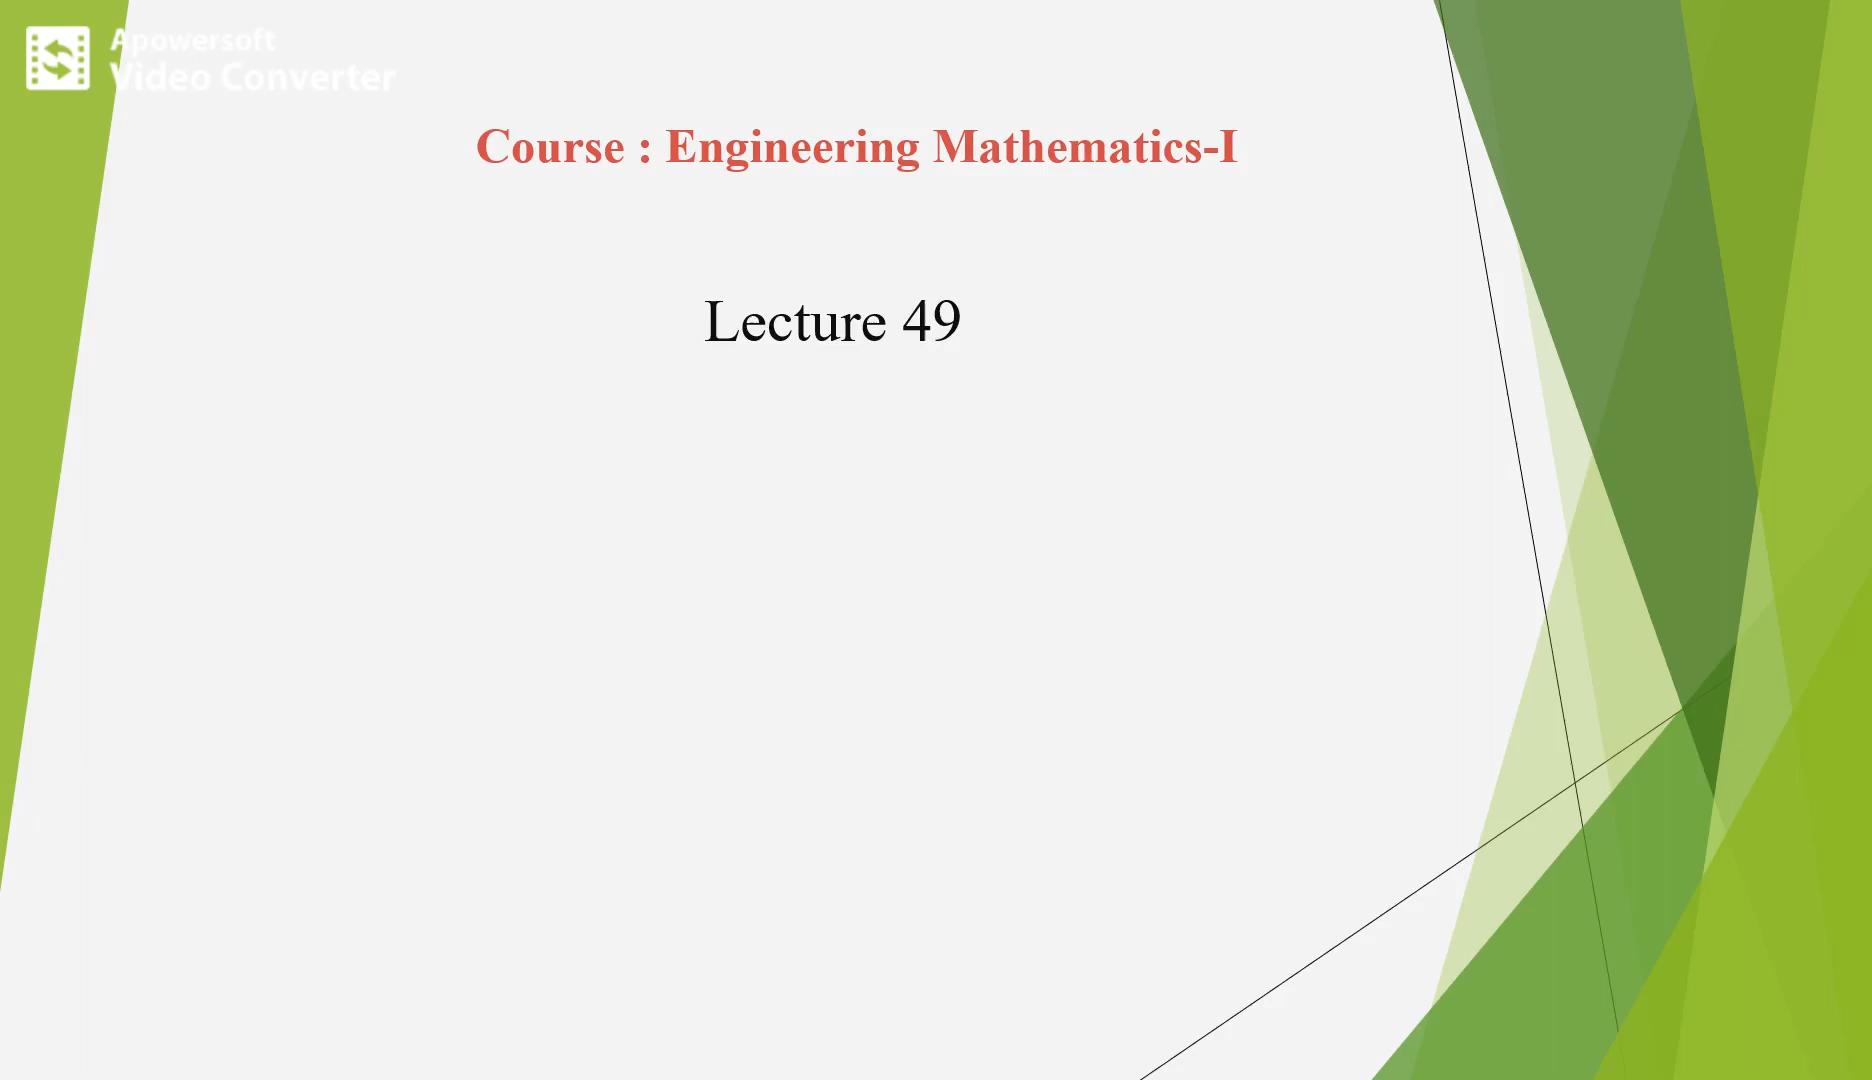 Apowersoft
Video Converter
Course : Engineering Mathematics-I
Lecture 49